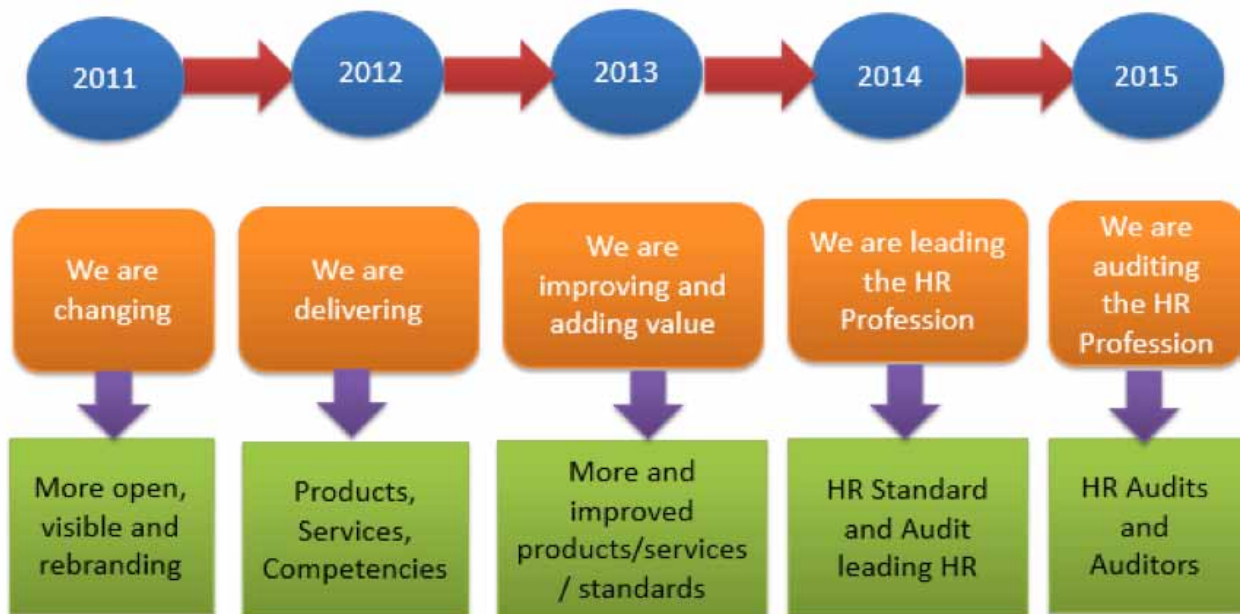 2011
2012
2013
2014
2015
We are
changing
We are
delivering
We are
improving and
adding value
We are leading
the HR
Profession
We are
auditing
the HR
Profession
More open,
visible and
rebranding
Products,
Services,
Competencies
More and
improved
products/services
/ standards
HR Standard
and Audit
leading HR
HR Audits
and
Auditors